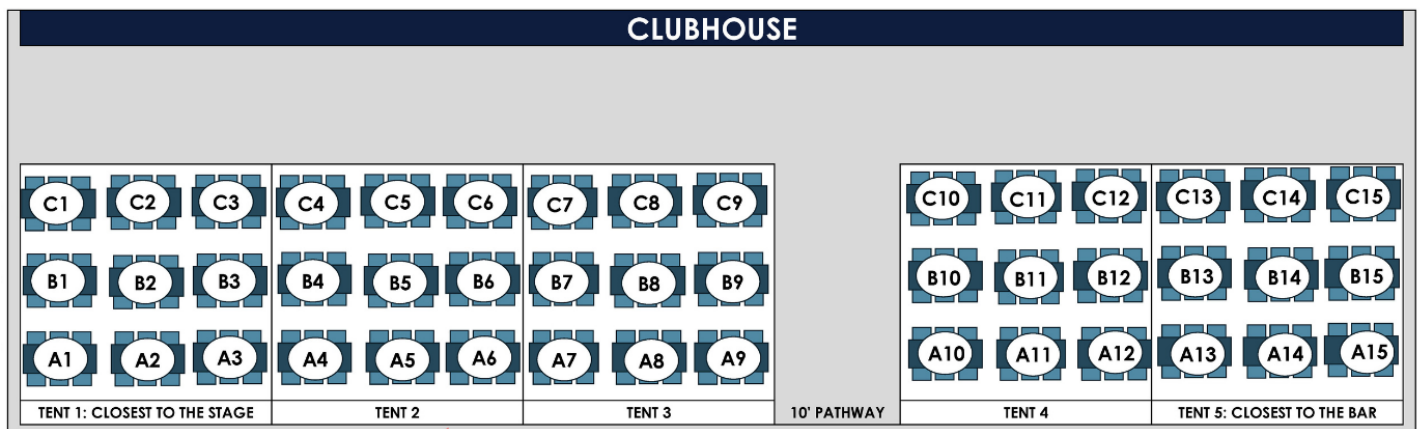 CLUBHOUSE
C1 C2 C3 C4 C5 C6 C7 C8 C9 C10 C11 C12 C13 C14 C15
B1 B2 B3 B4 B5 B6 B7 B8 B9 B10 B11 B12 B13 B14 B15
A1 A2 A3 A4 A5 A6 A7 A8 A9 A10 A11 A12 A13 A14 A15
TENT 1: CLOSEST TO THE STAGE TENT 2 TENT 3 10' PATHWAY TENT 4 TENT 5: CLOSEST TO THE BAR